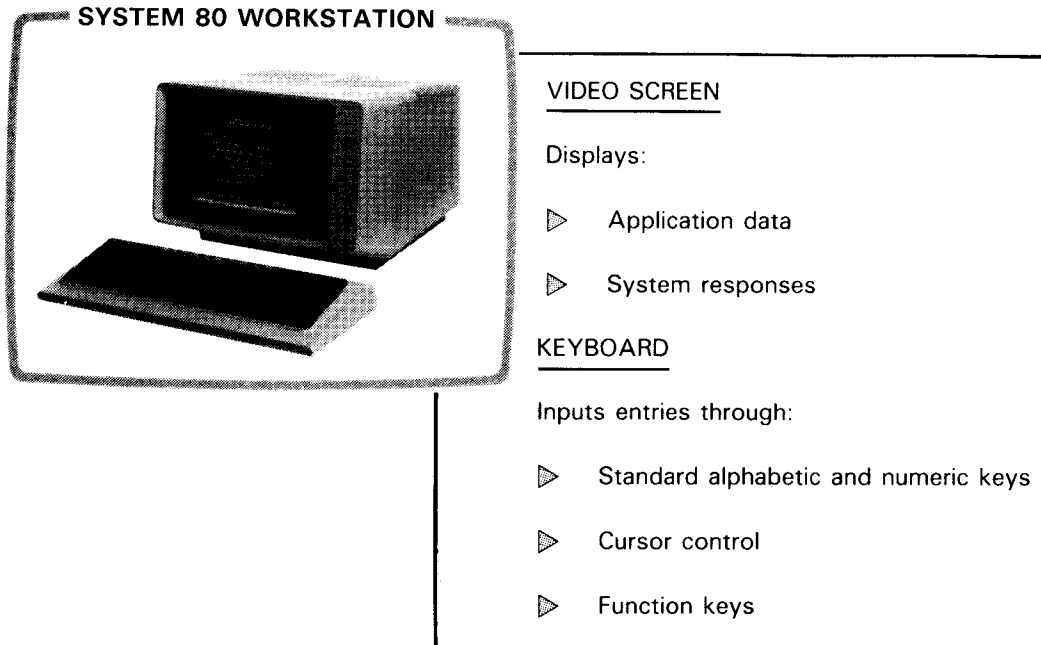 SYSTEM 80 WORKSTATION
VIDEO SCREEN
Displays:
Application data
System responses
KEYBOARD
Inputs entries through:
Standard alphabetic and numeric keys
Cursor control
Function keys